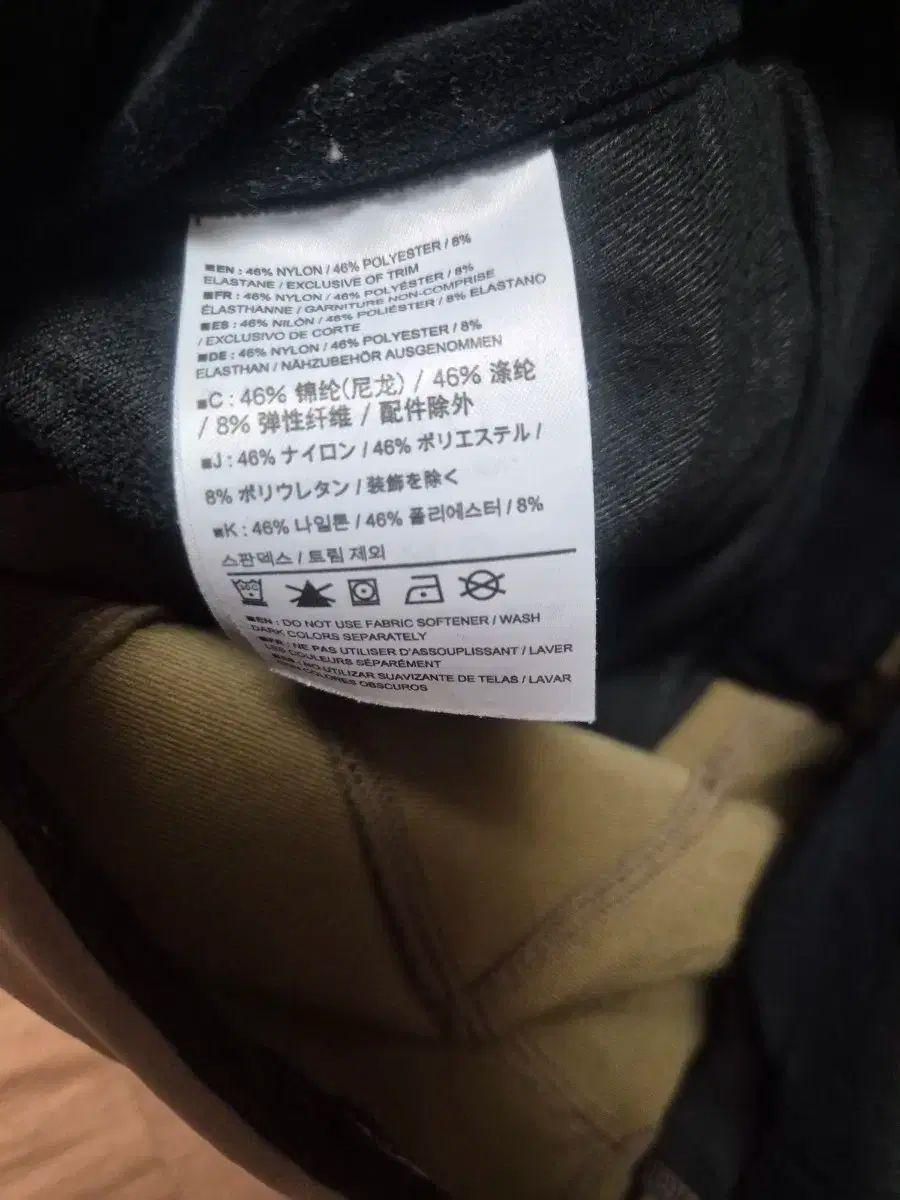 ■EN : 46% NYLON / 46% POLYESTER / 8%
ELASTANE / EXCLUSIVE OF TRIM
■FR : 46% NYLON / 46% POLYÉSTER / 8%
ÉLASTHANNE / GARNITURE NON-COMPRISE
■ES : 46% NILÓN / 46% POLIÉSTER / 8% ELASTANO
/ EXCLUSIVO DE CORTE
■DE : 46% NYLON / 46% POLYESTER / 8%
ELASTHAN / NÄHZUBEHÖR AUSGENOMMEN
■C : 46% 锦纶(尼龙) / 46% 涤纶
/ 8% 弹性纤维 / 配件除外
■J : 46% ナイロン / 46% ポリエステル /
8% ポリウレタン / 装飾を除く
■K : 46% 나일론 / 46% 폴리에스터 / 8%
스판덱스 / 트림 제외
■EN : DO NOT USE FABRIC SOFTENER / WASH
DARK COLORS SEPARATELY
■FR : NE PAS UTILISER D'ASSOUPLISSANT / LAVER
LES COULEURS SÉPARÉMENT
NO UTILIZAR SUAVIZANTE DE TELAS / LAVAR
COLORES OBSCUROS